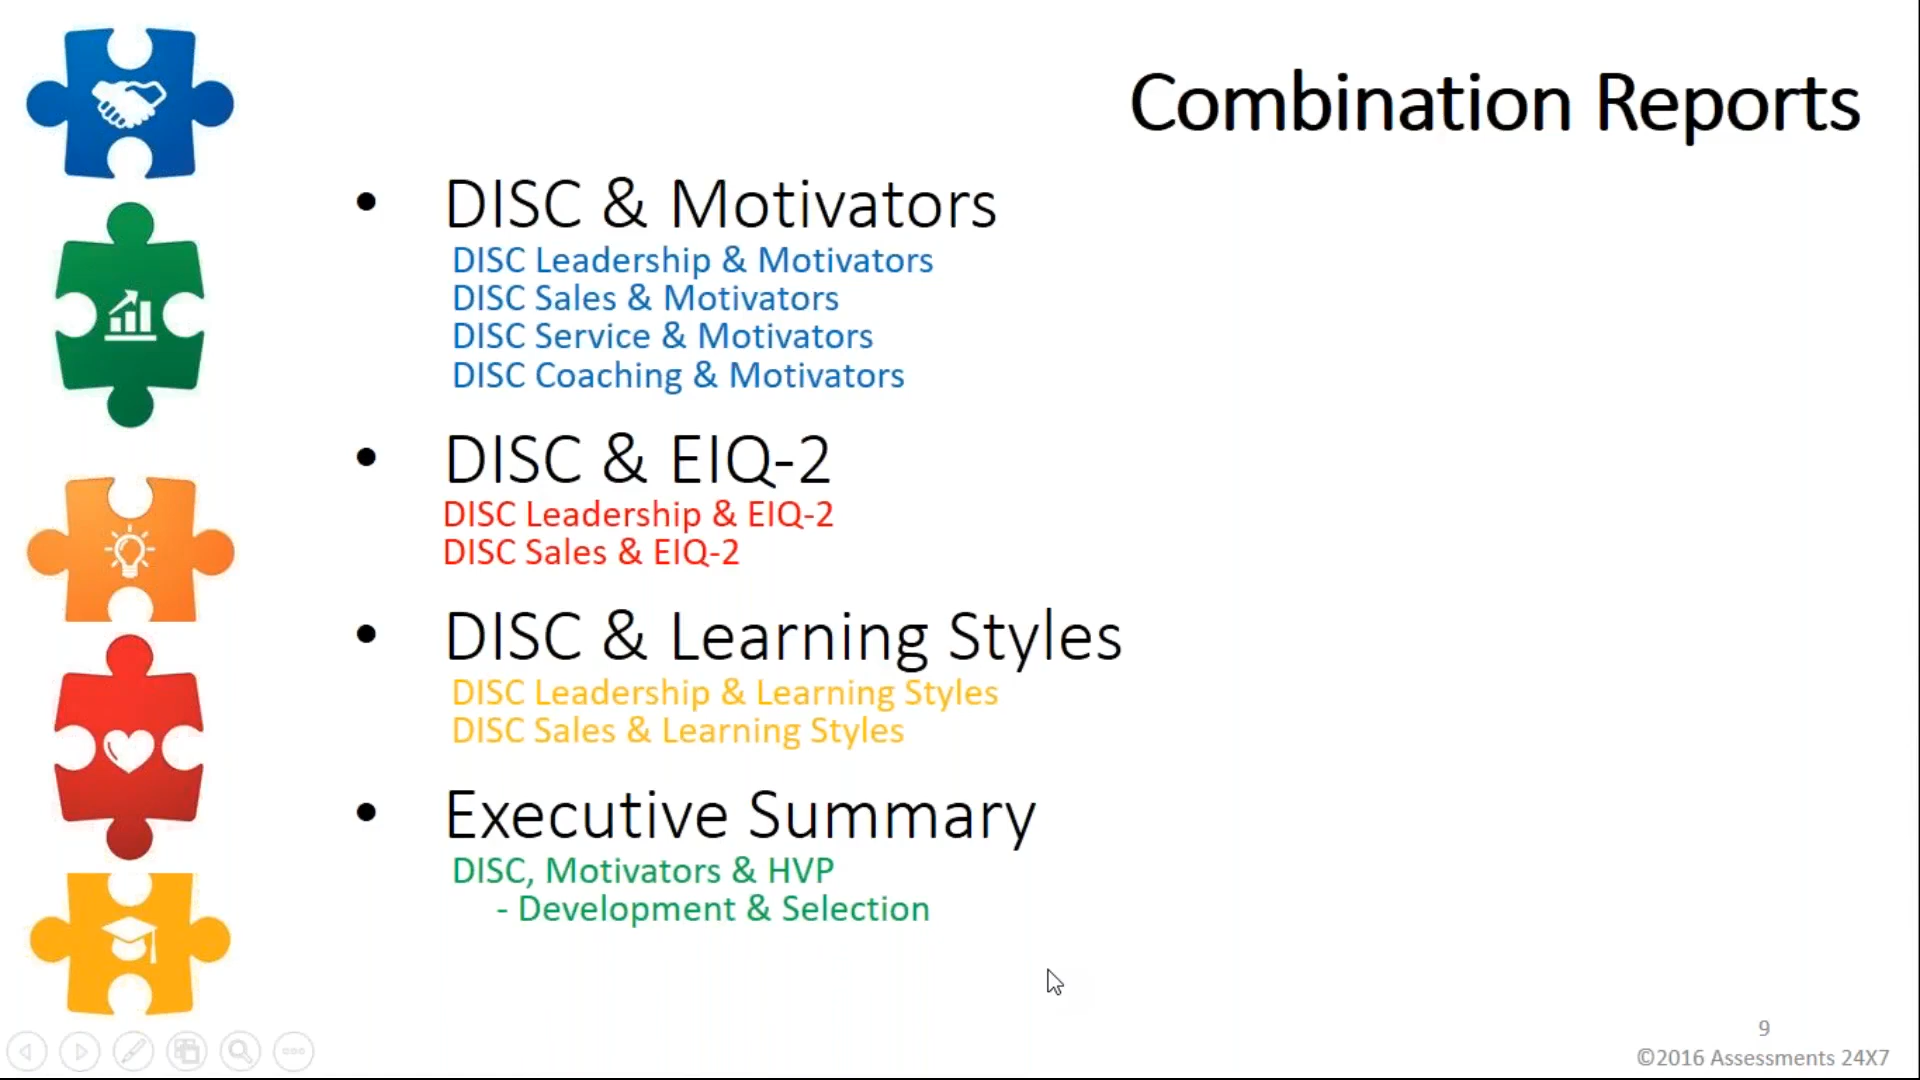 Combination Reports
• DISC & Motivators
DISC Leadership & Motivators
DISC Sales & Motivators
DISC Service & Motivators
DISC Coaching & Motivators
• DISC & EIQ-2
DISC Leadership & EIQ-2
DISC Sales & EIQ-2
• DISC & Learning Styles
DISC Leadership & Learning Styles
DISC Sales & Learning Styles
• Executive Summary
DISC, Motivators & HVP
- Development & Selection
9
©2016 Assessments 24X7